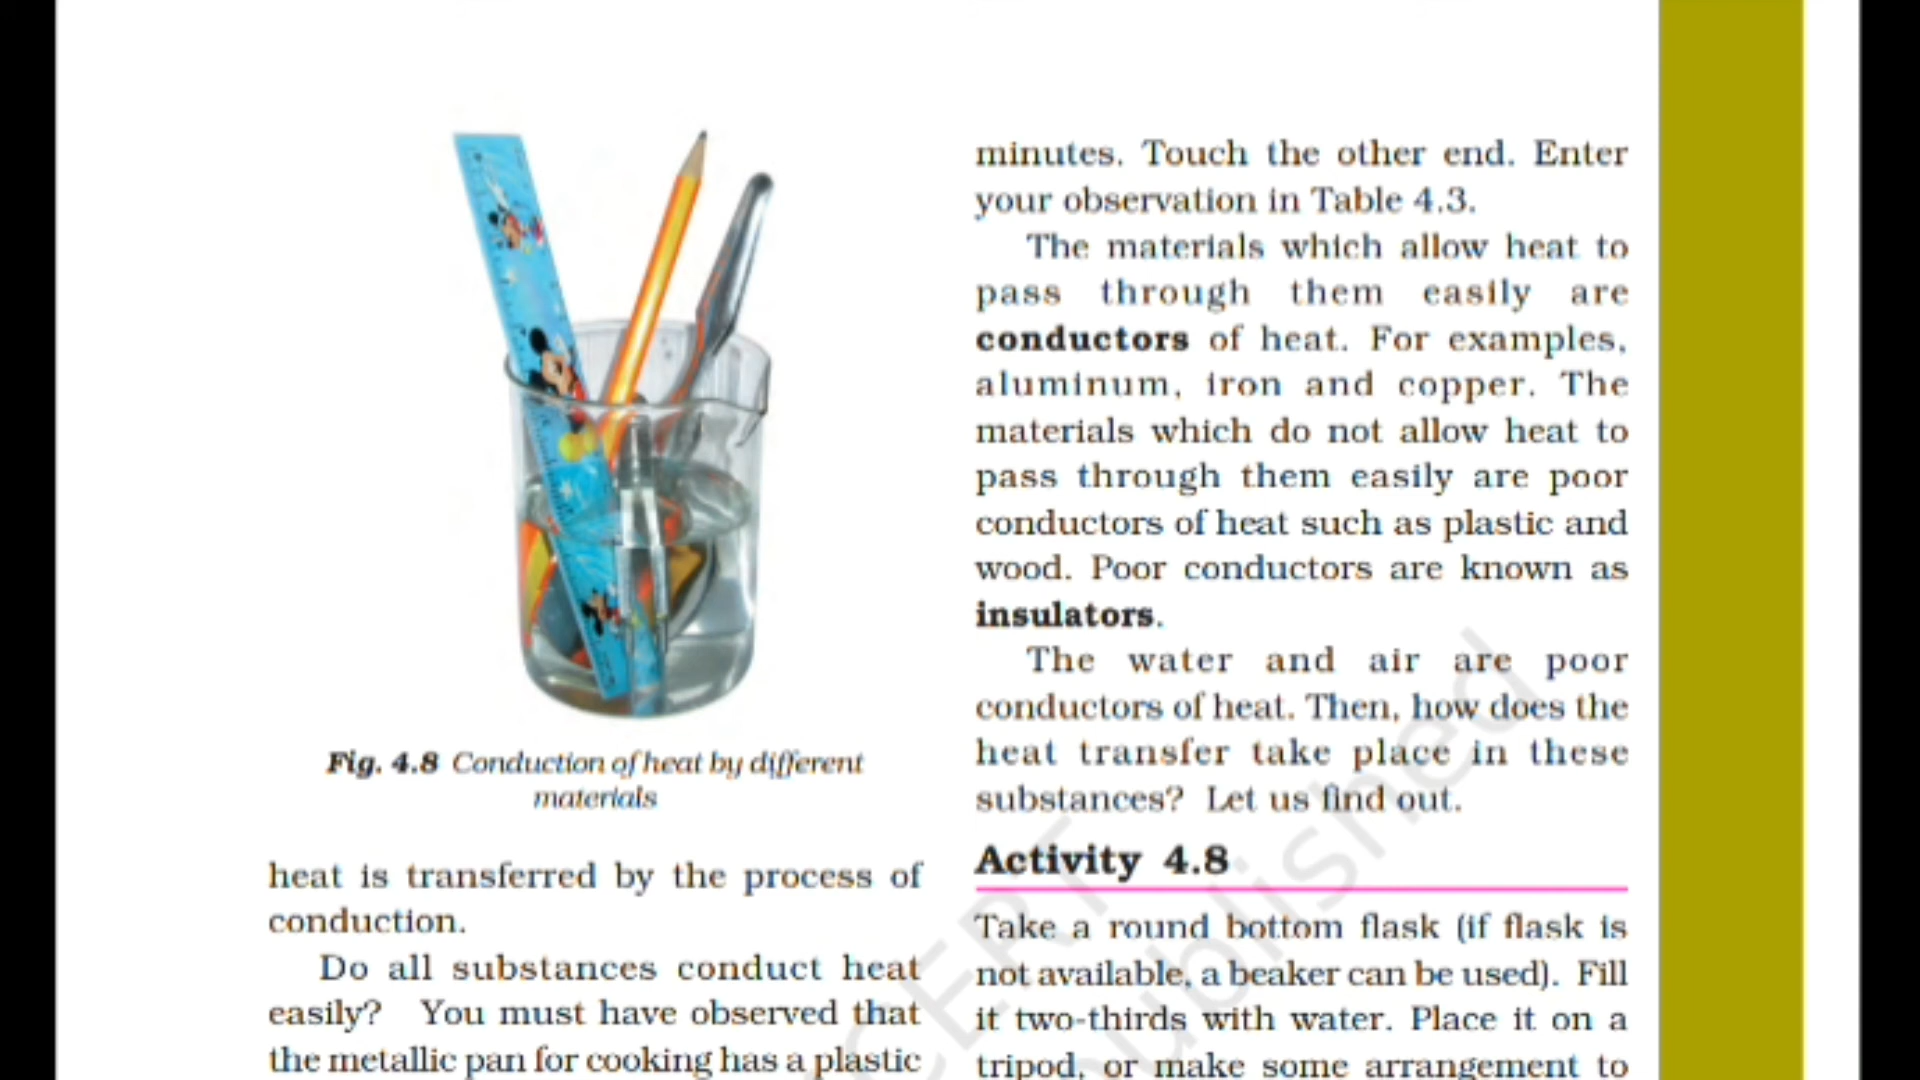 Fig. 4.8 Conduction of heat by different
materials
heat is transferred by the process of
conduction.
Do all substances conduct heat
easily? You must have observed that
the metallic pan for cooking has a plastic
minutes. Touch the other end. Enter
your observation in Table 4.3.
The materials which allow heat to
pass through them easily are
conductors of heat. For examples,
aluminum, iron and copper. The
materials which do not allow heat to
pass through them easily are poor
conductors of heat such as plastic and
wood. Poor conductors are known as
insulators.
The water and air are poor
conductors of heat. Then, how does the
heat transfer take place in these
substances? Let us find out.
Activity 4.8
Take a round bottom flask (if flask is
not available, a beaker can be used). Fill
it two-thirds with water. Place it on a
tripod, or make some arrangement to